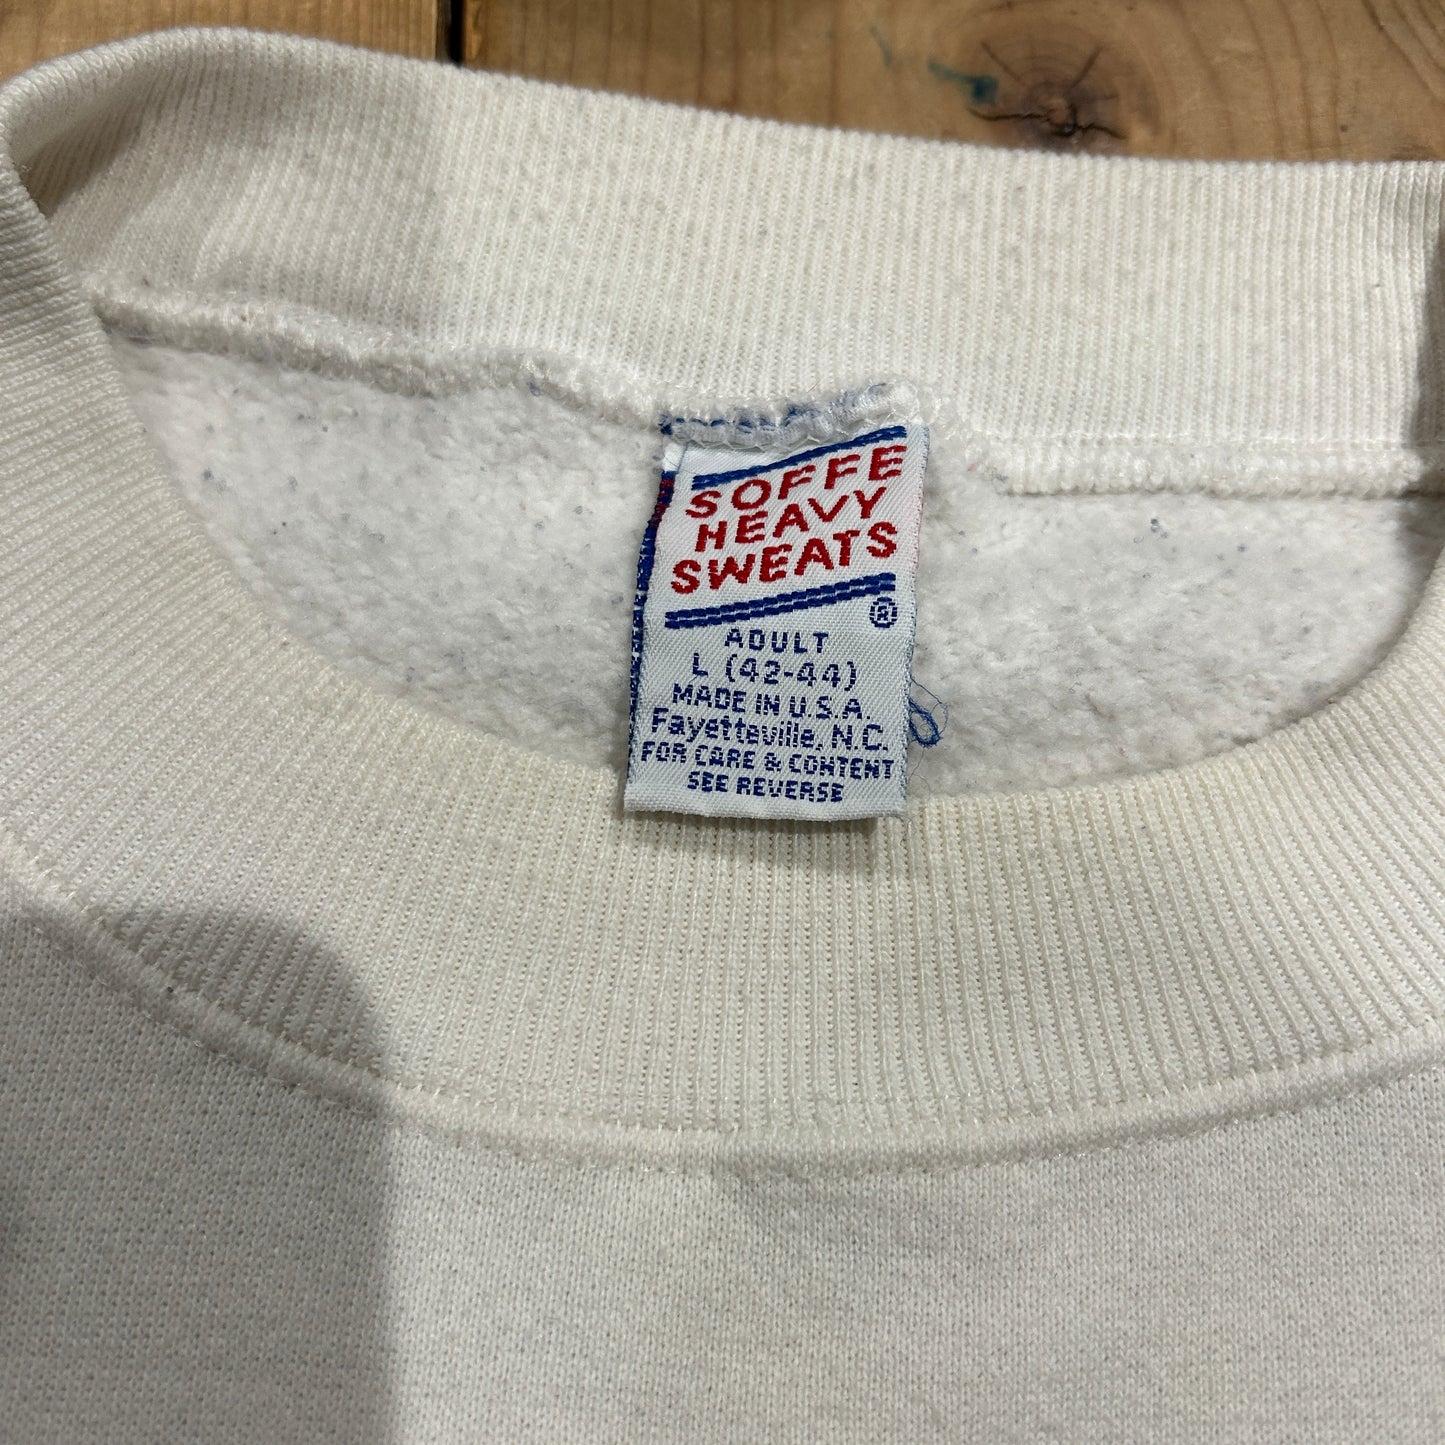 SOFFE
HEAVY
SWEATS
®
ADULT
L (42-44)
MADE IN U.S.A.
Fayetteville, N.C.
FOR CARE & CONTENT
SEE REVERSE